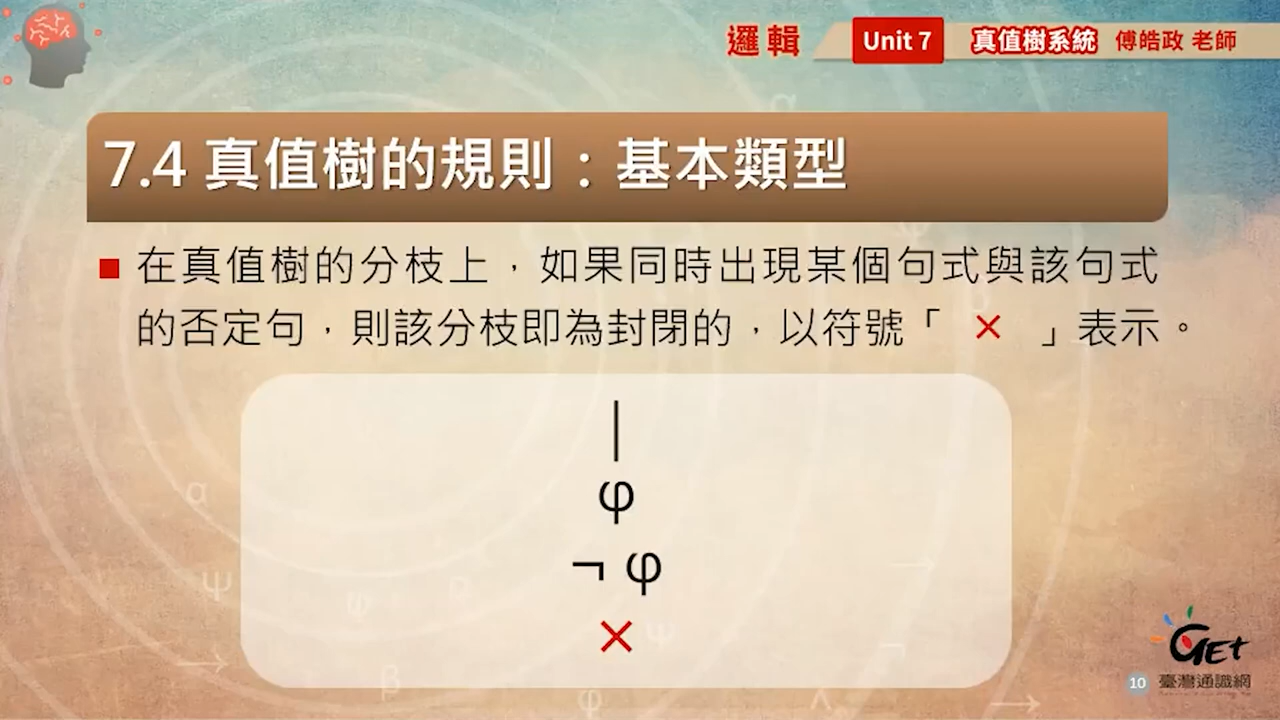 邏輯 Unit 7 真值樹系統 傅皓政 老師
7.4 真值樹的規則：基本類型
在真值樹的分枝上，如果同時出現某個句式與該句式
的否定句，則該分枝即為封閉的，以符號「 × 」表示。
|
φ
¬ φ
×
GET
10 臺灣通識網